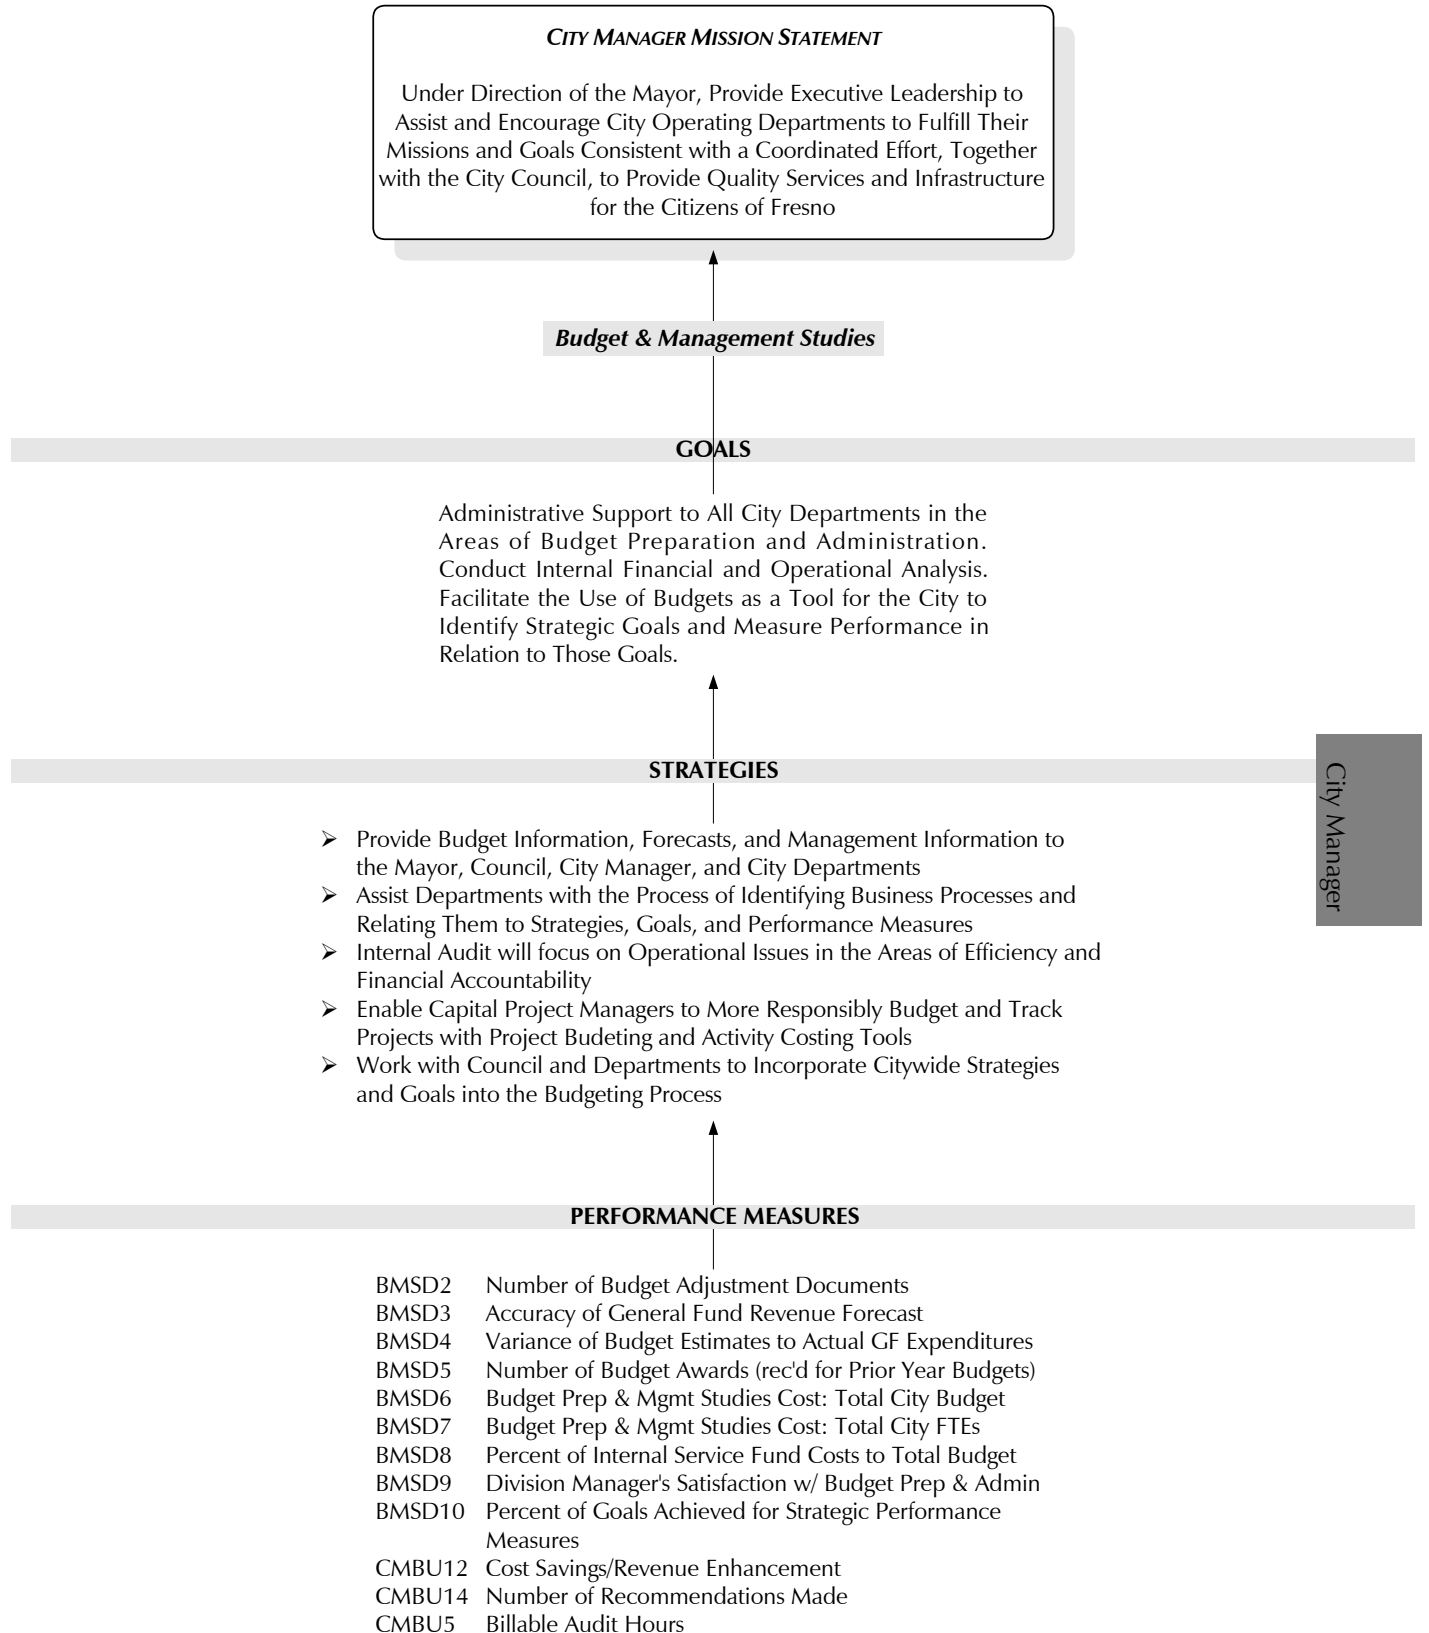 CITY MANAGER MISSION STATEMENT
Under Direction of the Mayor, Provide Executive Leadership to
Assist and Encourage City Operating Departments to Fulfill Their
Missions and Goals Consistent with a Coordinated Effort, Together
with the City Council, to Provide Quality Services and Infrastructure
for the Citizens of Fresno
Budget & Management Studies
GOALS
Administrative Support to All City Departments in the
Areas of Budget Preparation and Administration.
Conduct Internal Financial and Operational Analysis.
Facilitate the Use of Budgets as a Tool for the City to
Identify Strategic Goals and Measure Performance in
Relation to Those Goals.
STRATEGIES
City Manager
➢ Provide Budget Information, Forecasts, and Management Information to
the Mayor, Council, City Manager, and City Departments
➢ Assist Departments with the Process of Identifying Business Processes and
Relating Them to Strategies, Goals, and Performance Measures
➢ Internal Audit will focus on Operational Issues in the Areas of Efficiency and
Financial Accountability
➢ Enable Capital Project Managers to More Responsibly Budget and Track
Projects with Project Budeting and Activity Costing Tools
➢ Work with Council and Departments to Incorporate Citywide Strategies
and Goals into the Budgeting Process
PERFORMANCE MEASURES
BMSD2 Number of Budget Adjustment Documents
BMSD3 Accuracy of General Fund Revenue Forecast
BMSD4 Variance of Budget Estimates to Actual GF Expenditures
BMSD5 Number of Budget Awards (rec'd for Prior Year Budgets)
BMSD6 Budget Prep & Mgmt Studies Cost: Total City Budget
BMSD7 Budget Prep & Mgmt Studies Cost: Total City FTEs
BMSD8 Percent of Internal Service Fund Costs to Total Budget
BMSD9 Division Manager's Satisfaction w/ Budget Prep & Admin
BMSD10 Percent of Goals Achieved for Strategic Performance
Measures
CMBU12 Cost Savings/Revenue Enhancement
CMBU14 Number of Recommendations Made
CMBU5 Billable Audit Hours